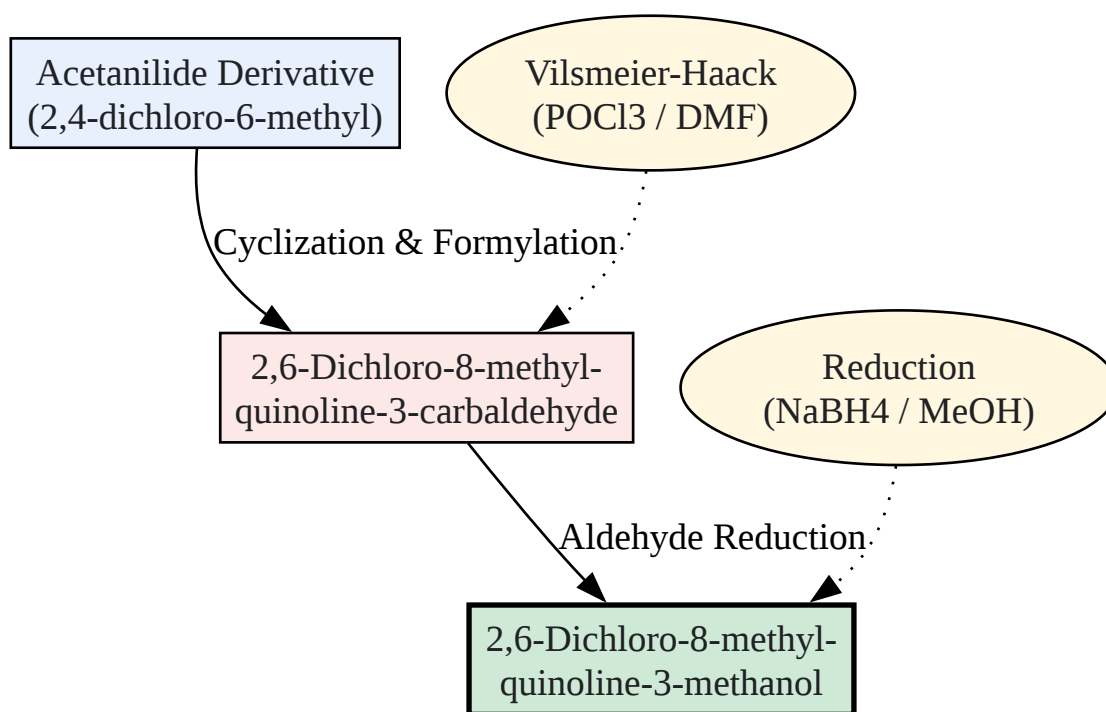 Acetanilide Derivative
(2,4-dichloro-6-methyl)
Vilsmeier-Haack
(POCl3 / DMF)
Cyclization & Formylation
2,6-Dichloro-8-methyl-
quinoline-3-carbaldehyde
Reduction
(NaBH4 / MeOH)
Aldehyde Reduction
2,6-Dichloro-8-methyl-
quinoline-3-methanol